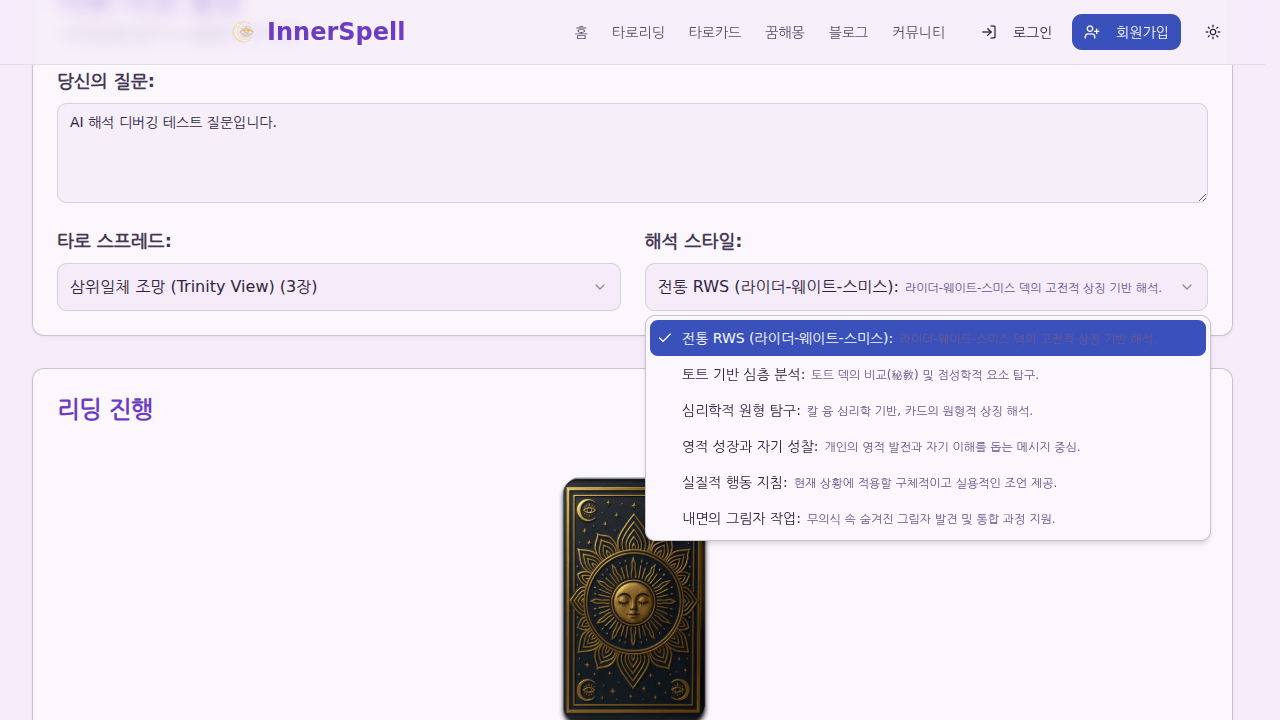 InnerSpell
홈 타로리딩 타로카드 꿈해몽 블로그 커뮤니티 로그인 회원가입
당신의 질문:
AI 해석 디버깅 테스트 질문입니다.
타로 스프레드:
삼위일체 조망 (Trinity View) (3장)
해석 스타일:
전통 RWS (라이더-웨이트-스미스): 라이더-웨이트-스미스 덱의 고전적 상징 기반 해석.
전통 RWS (라이더-웨이트-스미스): 라이더-웨이트-스미스 덱의 고전적 상징 기반 해석.
토트 기반 심층 분석: 토트 덱의 비교(秘敎) 및 점성학적 요소 탐구.
심리학적 원형 탐구: 칼 융 심리학 기반, 카드의 원형적 상징 해석.
영적 성장과 자기 성찰: 개인의 영적 발전과 자기 이해를 돕는 메시지 중심.
실질적 행동 지침: 현재 상황에 적용할 구체적이고 실용적인 조언 제공.
내면의 그림자 작업: 무의식 속 숨겨진 그림자 발견 및 통합 과정 지원.
리딩 진행